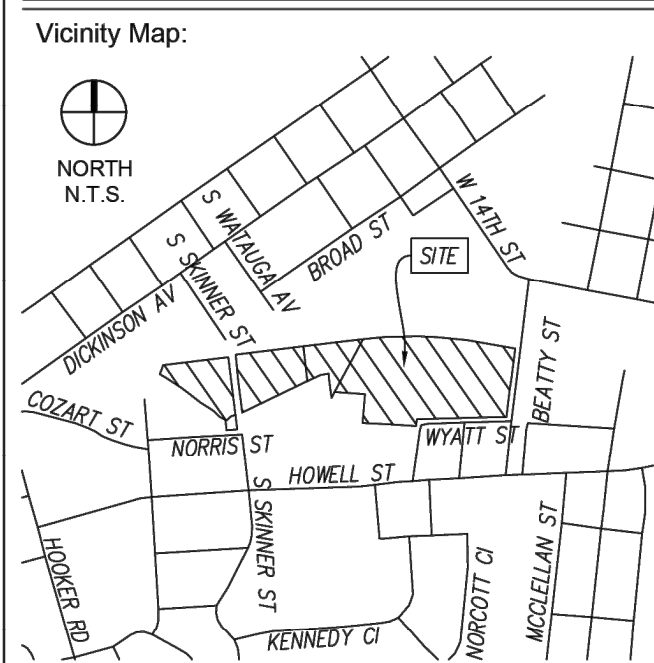 Vicinity Map:
NORTH
N.T.S.
S WATAUGA AV
W 14TH ST
BROAD ST
SITE
S SKINNER ST
DICKINSON AV
BEATTY ST
COZART ST
NORRIS ST
WYATT ST
HOWELL ST
S SKINNER ST
HOOKER RD
NORCOTT CI
MCCLELLAN ST
KENNEDY CI